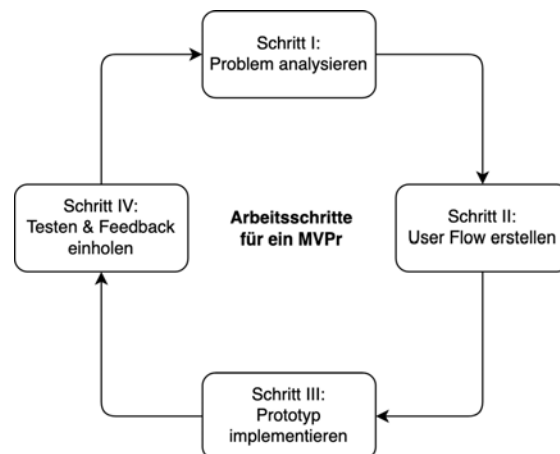 Schritt I:
Problem analysieren
Schritt IV:
Testen & Feedback
einholen
Arbeitsschritte
für ein MVPr
Schritt II:
User Flow erstellen
Schritt III:
Prototyp
implementieren